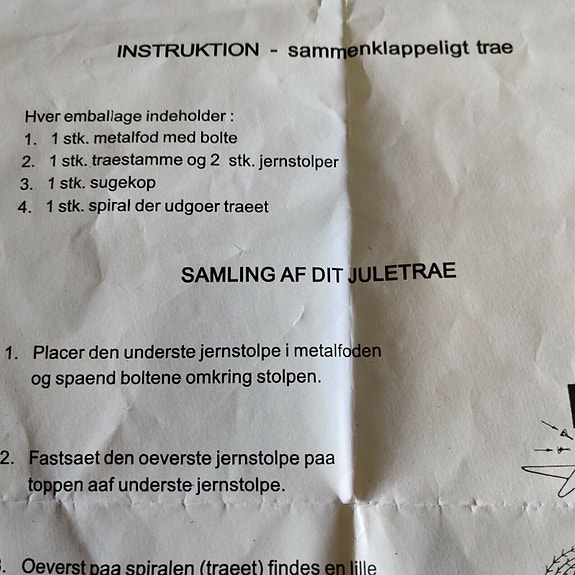 INSTRUKTION - sammenklappeligt trae
Hver emballage indeholder :
1. 1 stk. metalfod med bolte
2. 1 stk. traestamme og 2 stk. jernstolper
3. 1 stk. sugekop
4. 1 stk. spiral der udgoer traeet
SAMLING AF DIT JULETRAE
1. Placer den underste jernstolpe i metalfoden
og spaend boltene omkring stolpen.
2. Fastsaet den oeverste jernstolpe paa
toppen aaf underste jernstolpe.
3. Oeverst paa spiralen (traeet) findes en lille